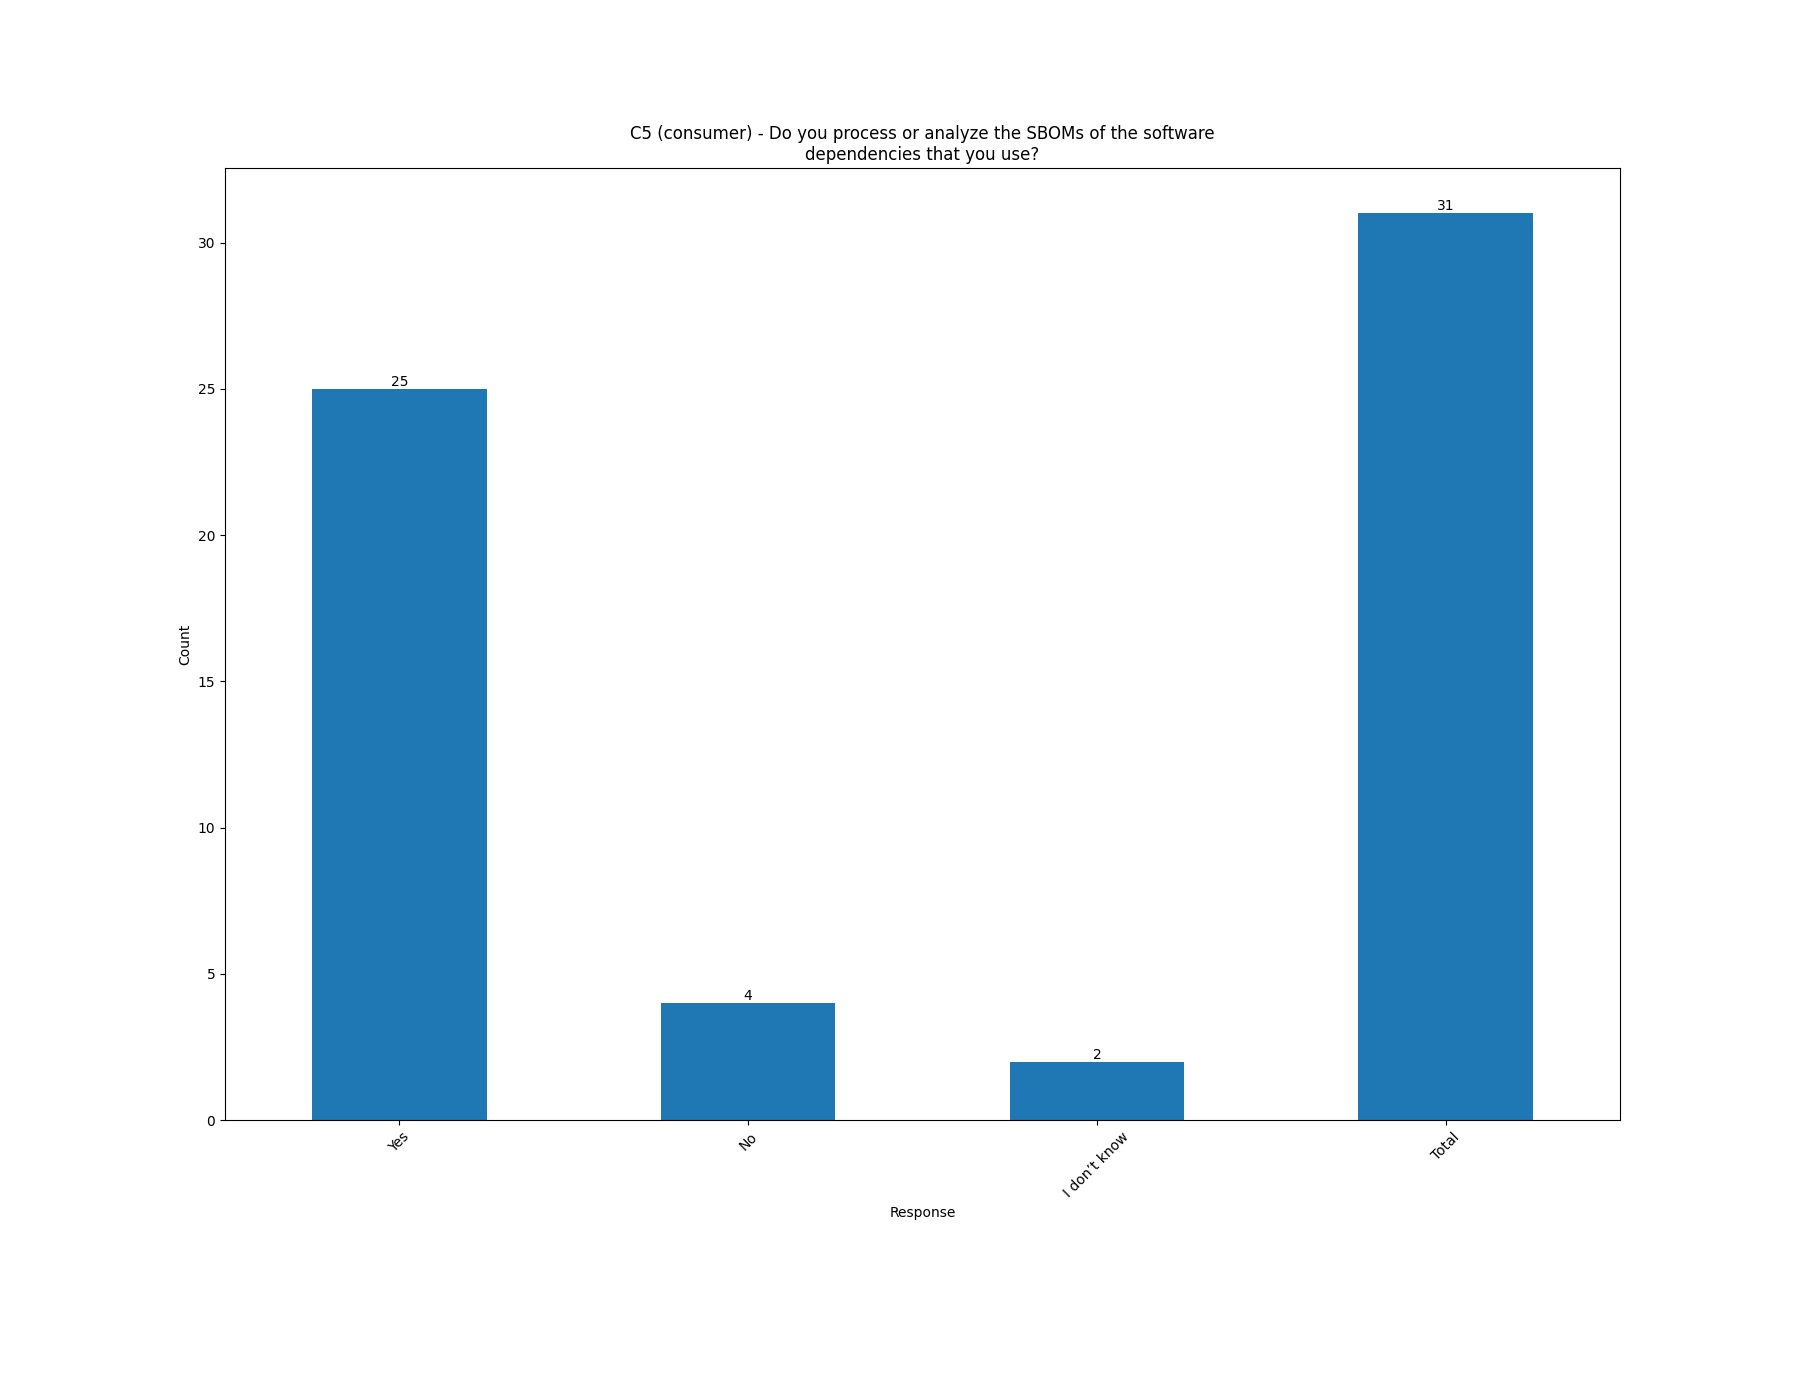 C5 (consumer) - Do you process or analyze the SBOMs of the software
dependencies that you use?
31
30
25
25
20
Count
15
10
5
4
2
0
Yes
No
I don’t know
Total
Response